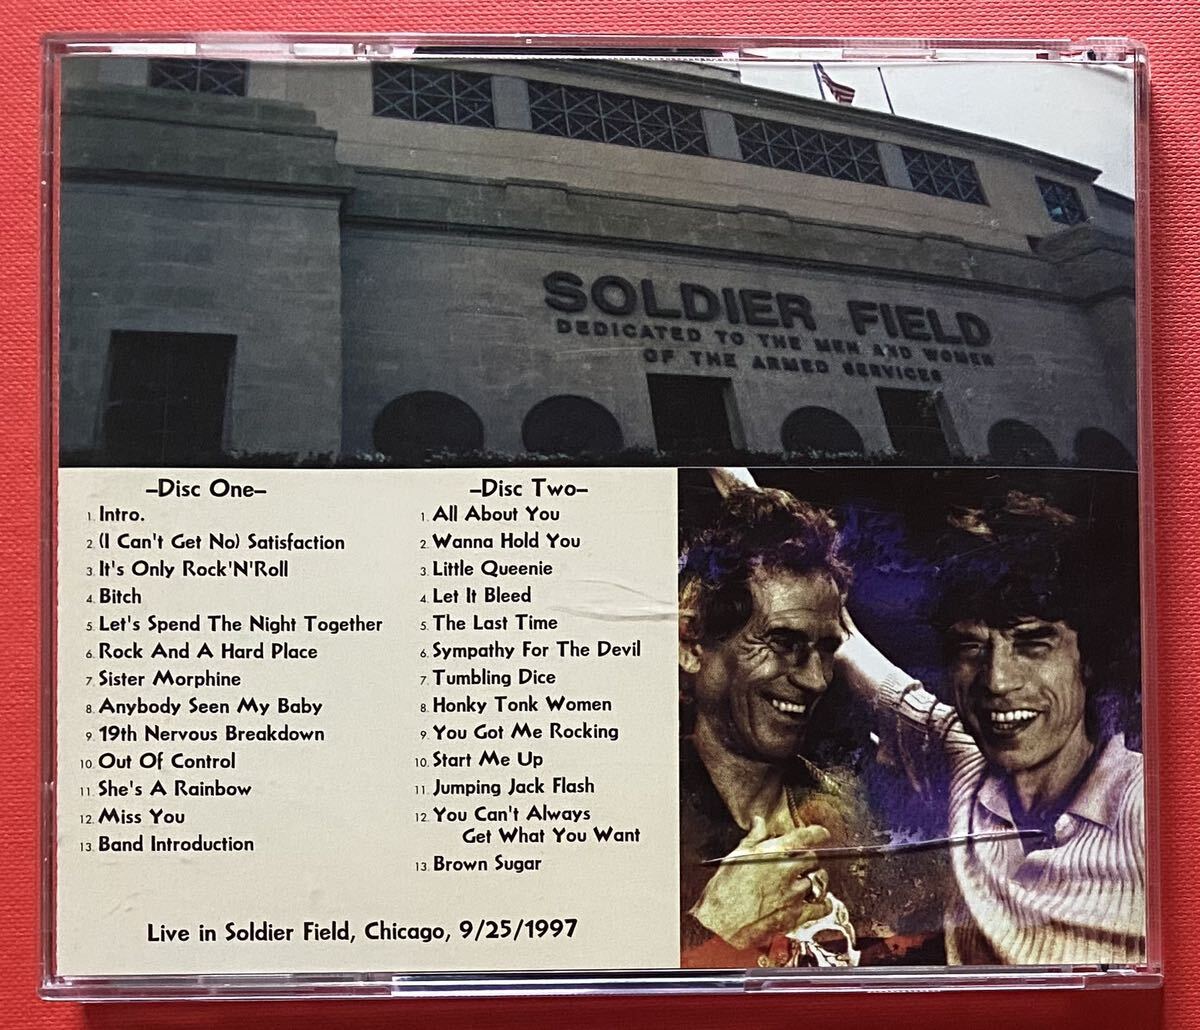 SOLDIER FIELD
DEDICATED TO THE MEN AND WOMEN
OF THE ARMED SERVICES
–Disc One–
1. Intro.
2. (I Can't Get No) Satisfaction
3. It's Only Rock'N'Roll
4. Bitch
5. Let's Spend The Night Together
6. Rock And A Hard Place
7. Sister Morphine
8. Anybody Seen My Baby
9. 19th Nervous Breakdown
10. Out Of Control
11. She's A Rainbow
12. Miss You
13. Band Introduction
–Disc Two–
1. All About You
2. Wanna Hold You
3. Little Queenie
4. Let It Bleed
5. The Last Time
6. Sympathy For The Devil
7. Tumbling Dice
8. Honky Tonk Women
9. You Got Me Rocking
10. Start Me Up
11. Jumping Jack Flash
12. You Can't Always
Get What You Want
13. Brown Sugar
Live in Soldier Field, Chicago, 9/25/1997